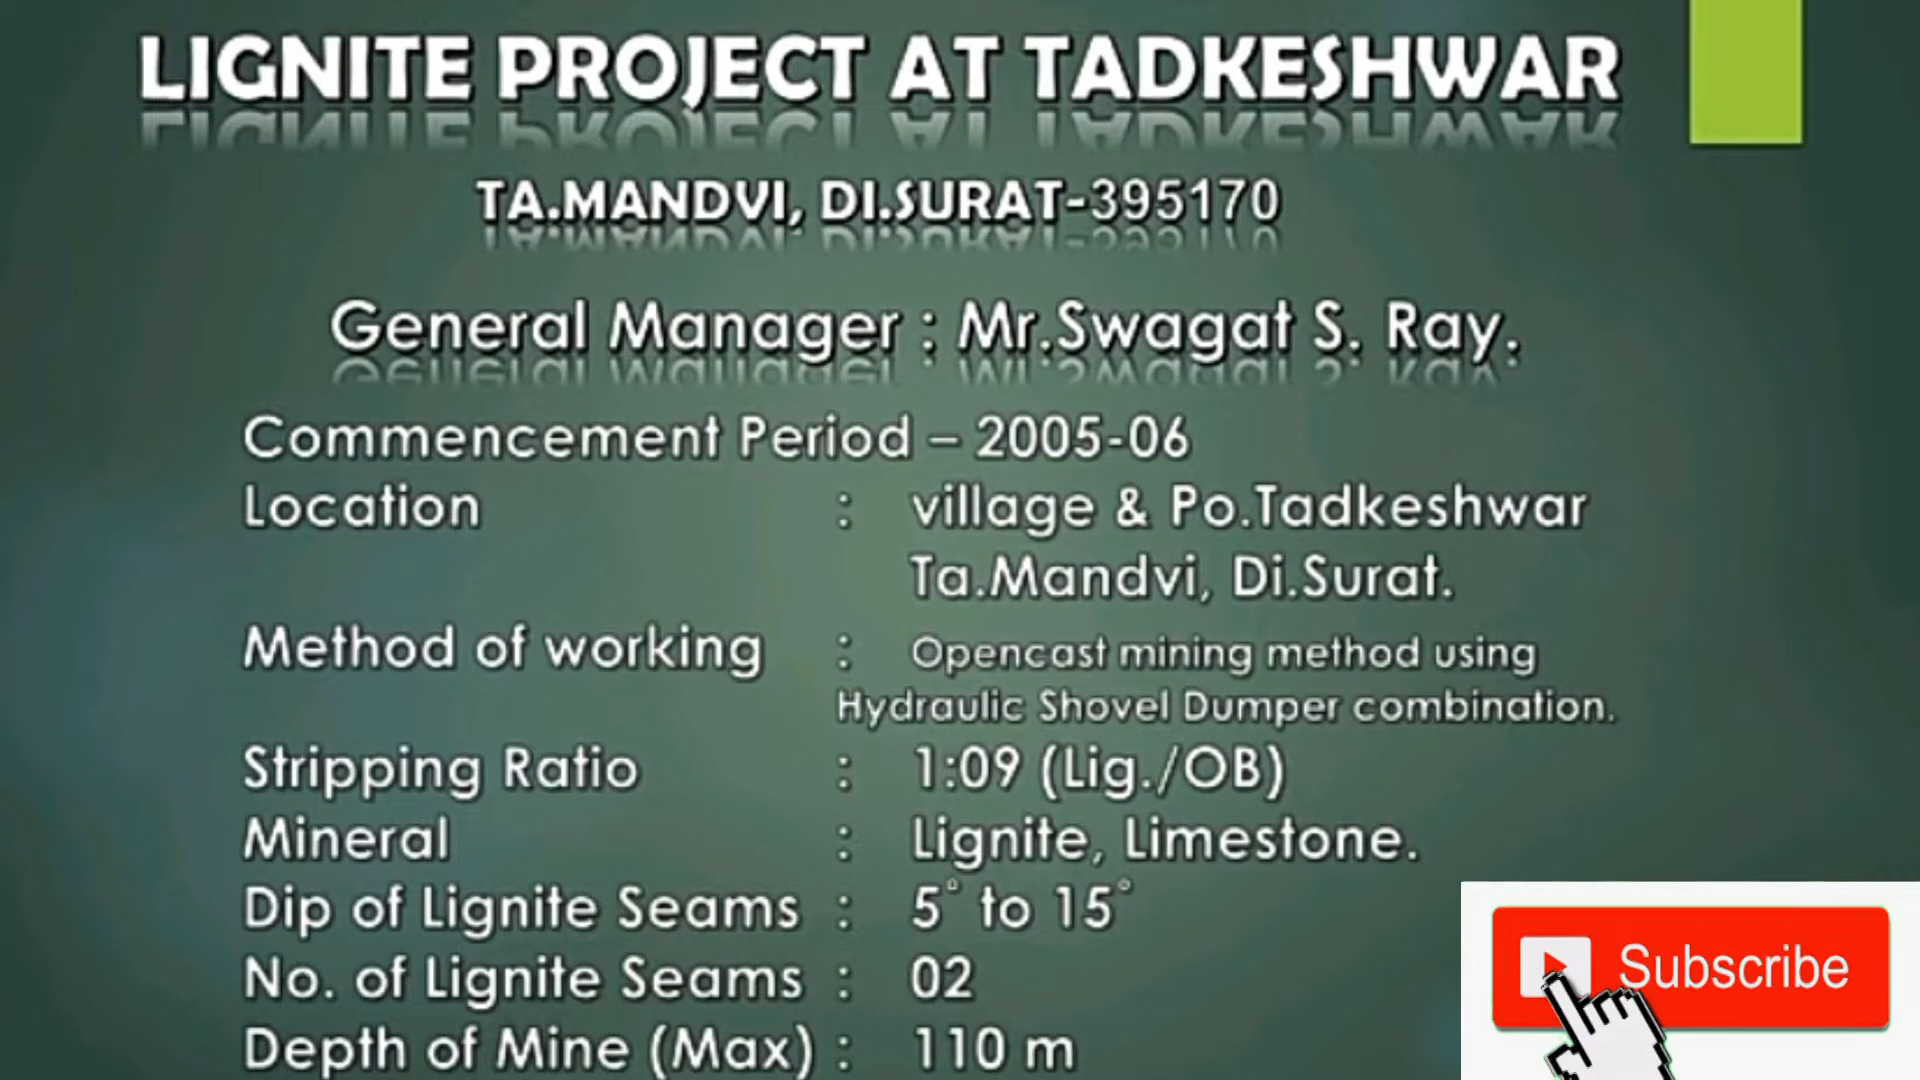 LIGNITE PROJECT AT TADKESHWAR
TA.MANDVI, DI.SURAT-395170
General Manager : Mr.Swagat S. Ray.
Commencement Period – 2005-06
Location : village & Po.Tadkeshwar
Ta.Mandvi, Di.Surat.
Method of working : Opencast mining method using
Hydraulic Shovel Dumper combination.
Stripping Ratio : 1:09 (Lig./OB)
Mineral : Lignite, Limestone.
Dip of Lignite Seams : 5° to 15°
No. of Lignite Seams : 02
Depth of Mine (Max) : 110 m
Subscribe